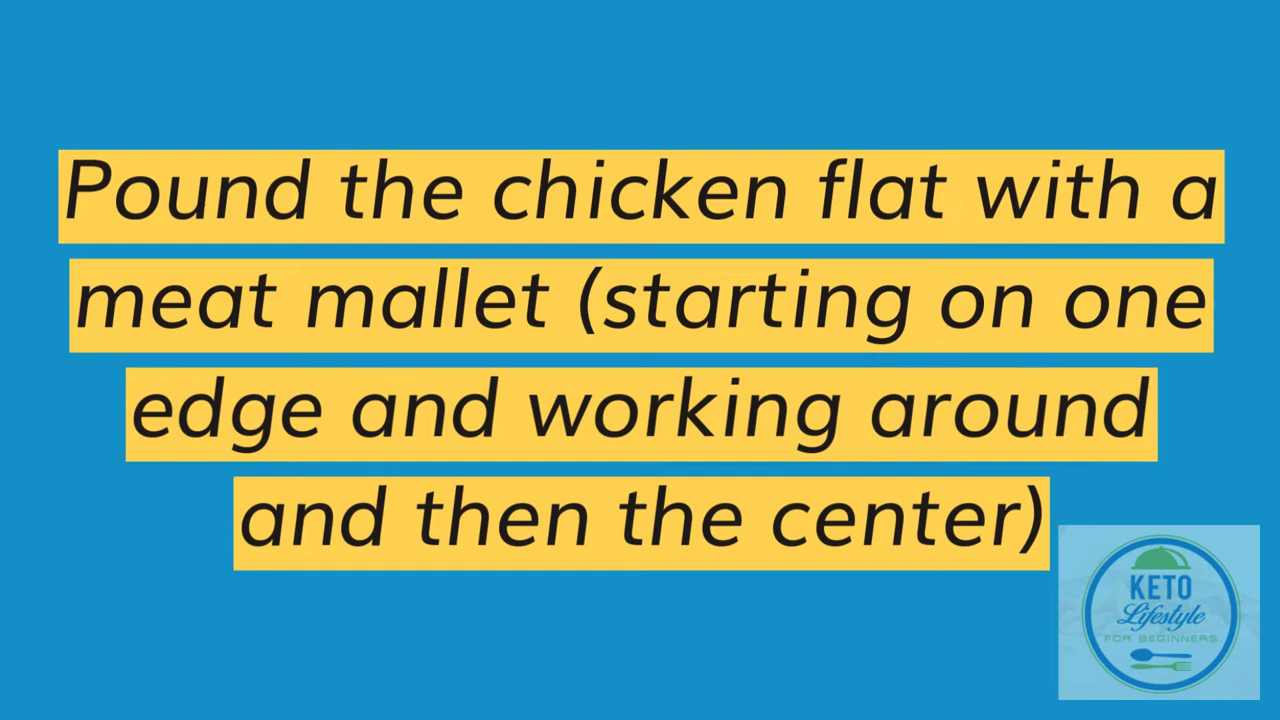 Pound the chicken flat with a
meat mallet (starting on one
edge and working around
and then the center)
KETO
Lifestyle
FOR BEGINNERS